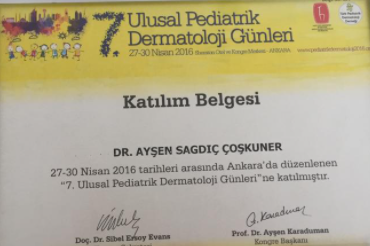 7. Ulusal Pediatrik
Dermatoloji Günleri
27-30 Nisan 2016
ANKARA
Katılım Belgesi
DR. AYŞEN SAGDIÇ ÇOŞKUNER
27-30 Nisan 2016 tarihleri arasında Ankara'da düzenlenen
"7. Ulusal Pediatrik Dermatoloji Günleri"ne katılmıştır.
Doç. Dr. Sibel Ersoy Evans
Prof. Dr. Ayşen Karaduman
Kongre Başkanı